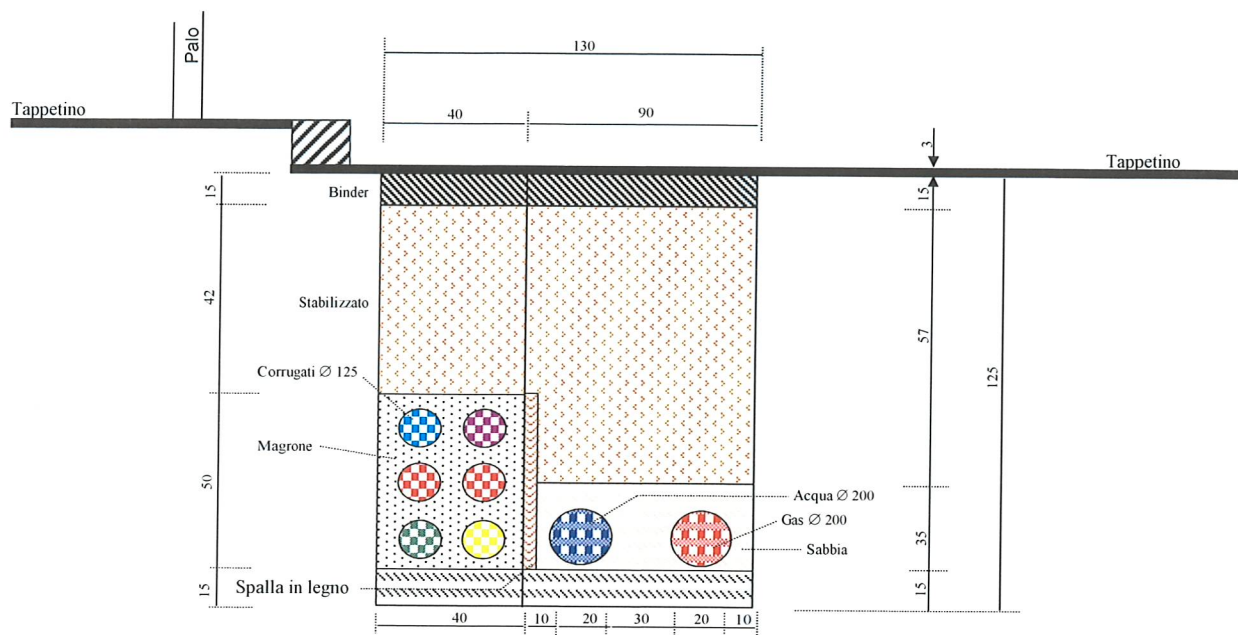 Palo
130
Tappetino
40
90
3
Tappetino
15
Binder
15
42
Stabilizzato
57
125
Corrugati ∅ 125
Magrone
50
Acqua ∅ 200
Gas ∅ 200
Sabbia
35
Spalla in legno
15
15
40
10
20
30
20
10